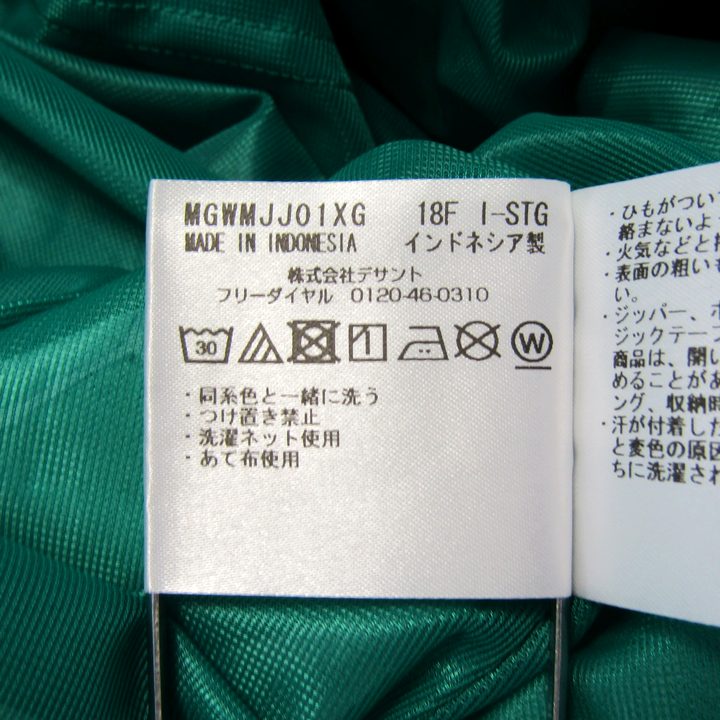 MGWMJJ01XG 18F I-STG
MADE IN INDONESIA インドネシア製
株式会社デサント
フリーダイヤル 0120-46-0310
30
W
・同系色と一緒に洗う
・つけ置き禁止
・洗濯ネット使用
・あて布使用
・ひもがつい
絡まないよ
・火気などと
・表面の粗いも
い。
・ジッパー、ホ
ジックテープ
商品は、開い
めることがあ
ング、収納時
・汗が付着した
と変色の原因
ちに洗濯され